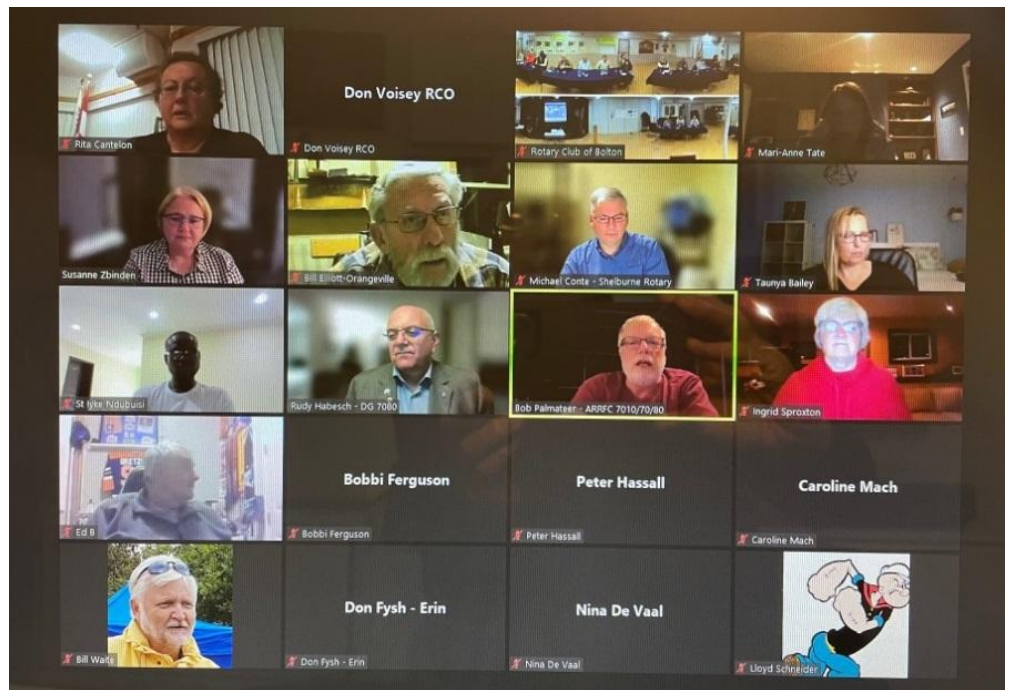 Rita Cantelon
Don Voisey RCO
Don Voisey RCO
Rotary Club of Bolton
Mari-Anne Tate
Susanne Zbinden
Bill Elliott-Orangeville
Michael Conte - Shelburne Rotary
Taunya Bailey
St Iyke Ndubuisi
Rudy Habesch - DG 7080
Bob Palmateer - ARRFC 7010/70/80
Ingrid Sproxton
Ed B
Bobbi Ferguson
Bobbi Ferguson
Peter Hassall
Peter Hassall
Caroline Mach
Caroline Mach
Bill Waite
Don Fysh - Erin
Don Fysh - Erin
Nina De Vaal
Nina De Vaal
Lloyd Schneider